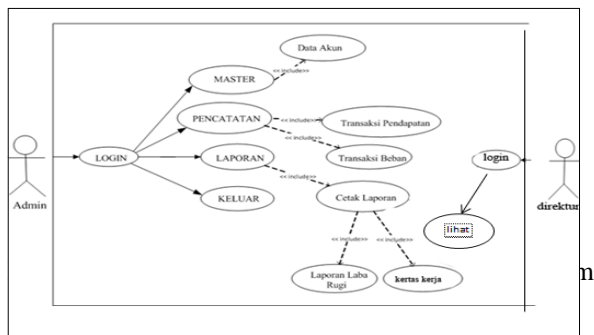 Data Akun
<< include>>
MASTER
PENCATATAN
<< include>>
Transaksi Pendapatan
<< include>>
LOGIN
LAPORAN
Transaksi Beban
login
<< include>>
Admin
KELUAR
Cetak Laporan
direktur
lihat
<< include>>
<< include>>
Laporan Laba
Rugi
kertas kerja
m